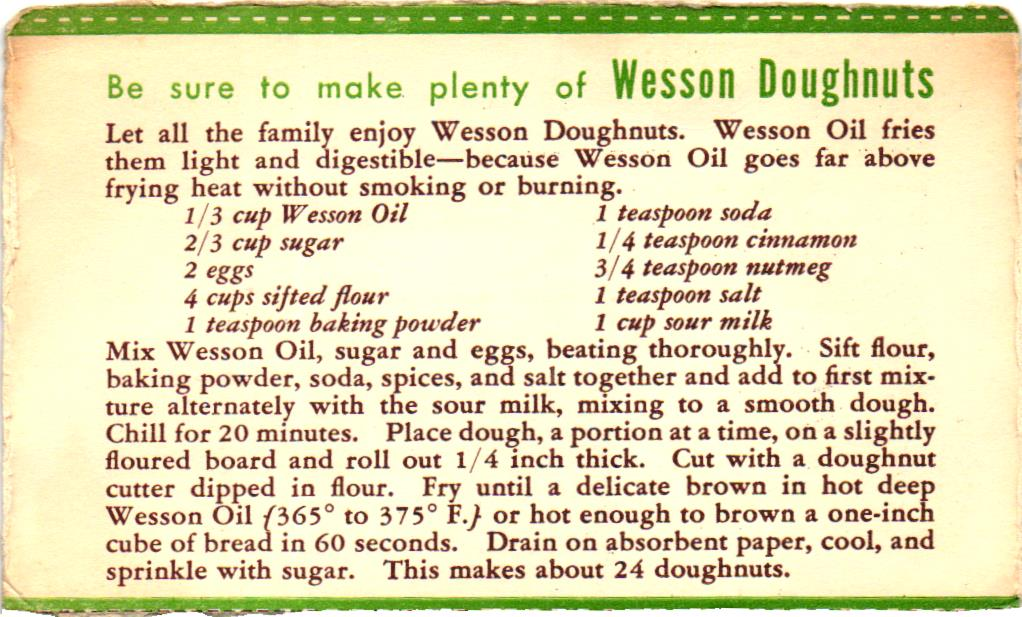 Be sure to make plenty of Wesson Doughnuts
Let all the family enjoy Wesson Doughnuts. Wesson Oil fries
them light and digestible—because Wesson Oil goes far above
frying heat without smoking or burning.
1/3 cup Wesson Oil
2/3 cup sugar
2 eggs
4 cups sifted flour
1 teaspoon baking powder
1 teaspoon soda
1/4 teaspoon cinnamon
3/4 teaspoon nutmeg
1 teaspoon salt
1 cup sour milk
Mix Wesson Oil, sugar and eggs, beating thoroughly. Sift flour,
baking powder, soda, spices, and salt together and add to first mix-
ture alternately with the sour milk, mixing to a smooth dough.
Chill for 20 minutes. Place dough, a portion at a time, on a slightly
floured board and roll out 1/4 inch thick. Cut with a doughnut
cutter dipped in flour. Fry until a delicate brown in hot deep
Wesson Oil (365° to 375° F.) or hot enough to brown a one-inch
cube of bread in 60 seconds. Drain on absorbent paper, cool, and
sprinkle with sugar. This makes about 24 doughnuts.